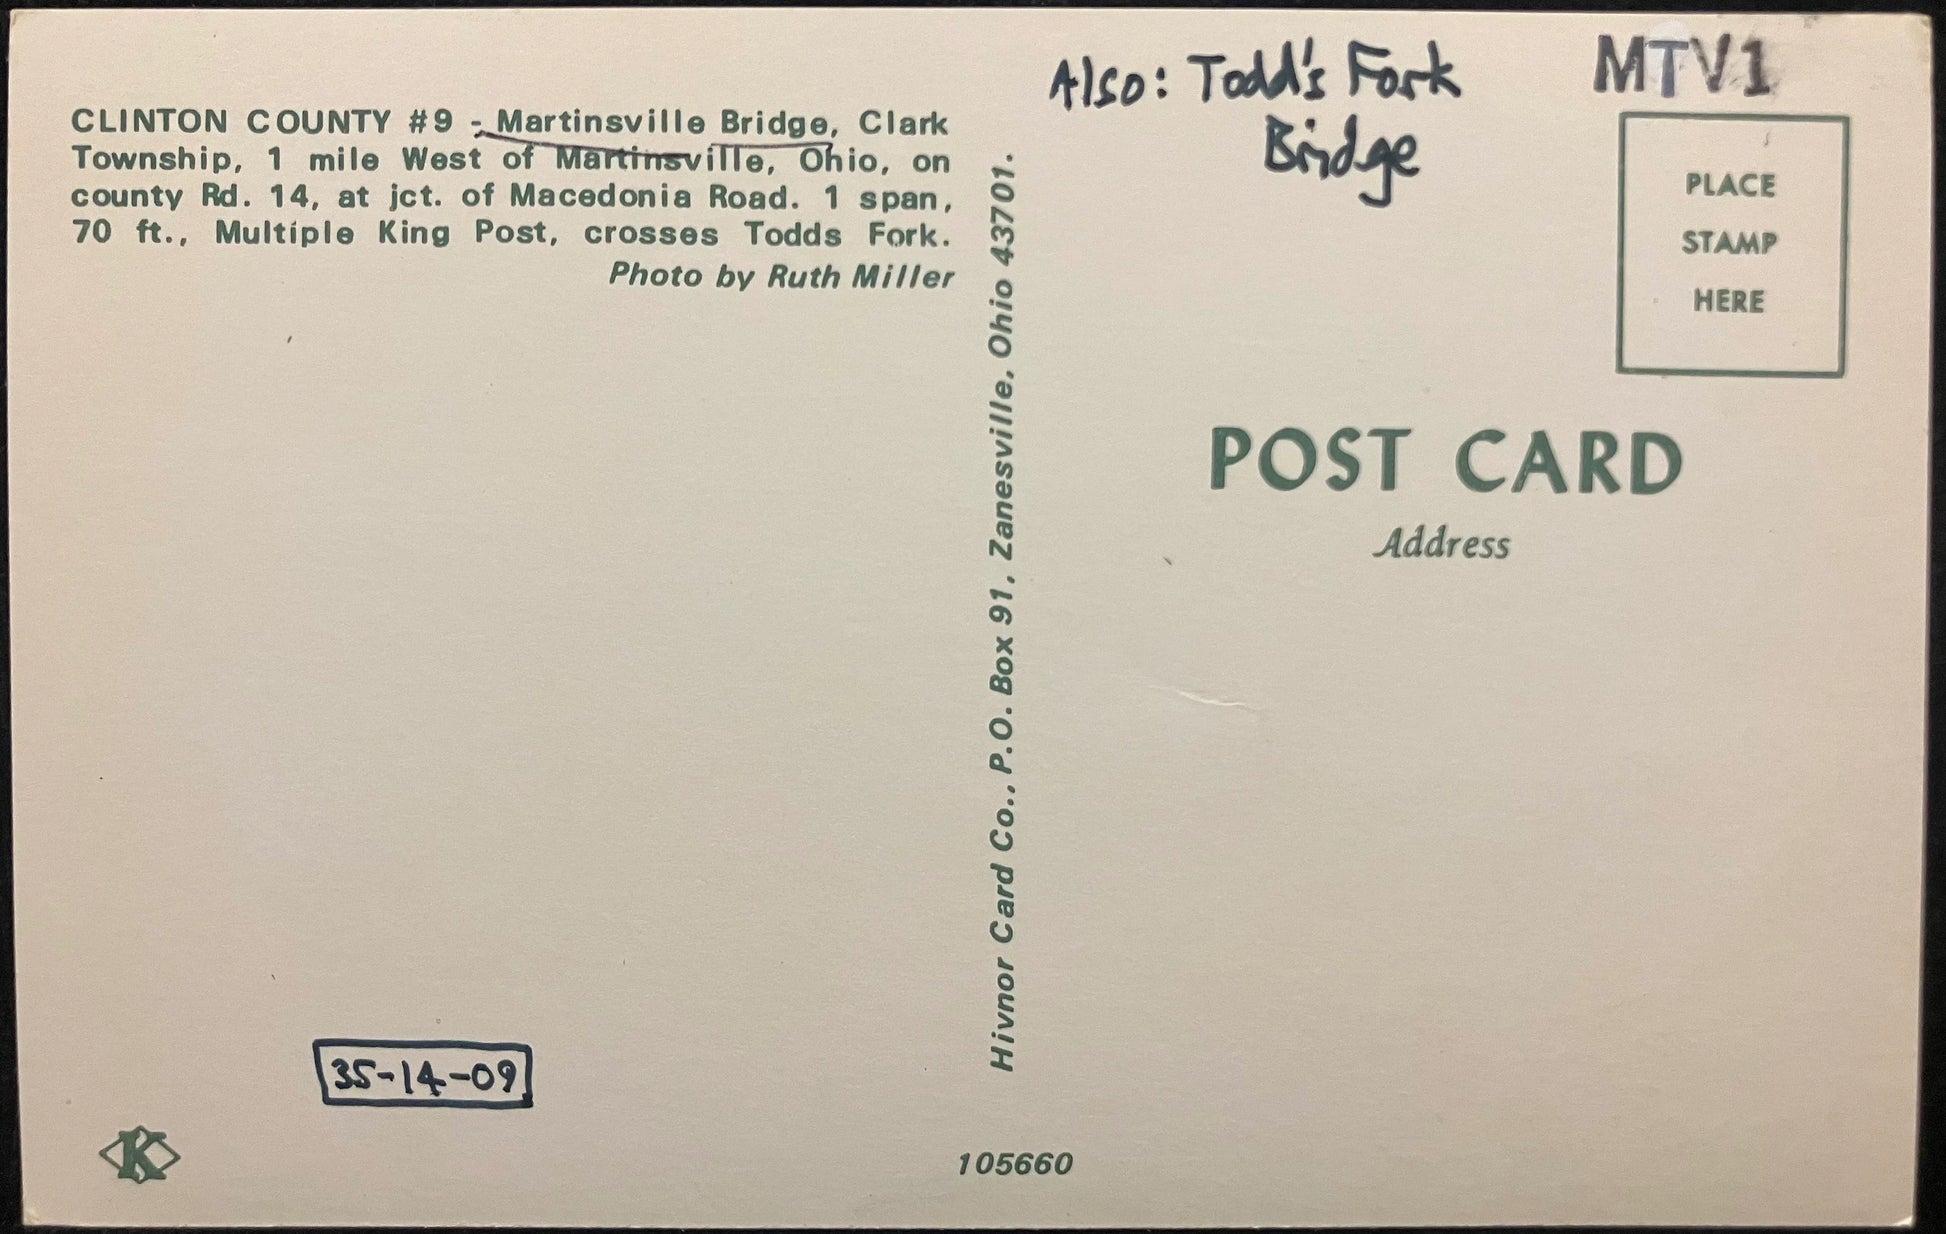 CLINTON COUNTY #9 - Martinsville Bridge, Clark
Township, 1 mile West of Martinsville, Ohio, on
county Rd. 14, at jct. of Macedonia Road. 1 span,
70 ft., Multiple King Post, crosses Todds Fork.
Photo by Ruth Miller
35-14-09
K
Hivnor Card Co., P.O. Box 91, Zanesville, Ohio 43701.
105660
Also: Todd's Fork
Bridge
MTV1
PLACE
STAMP
HERE
POST CARD
Address